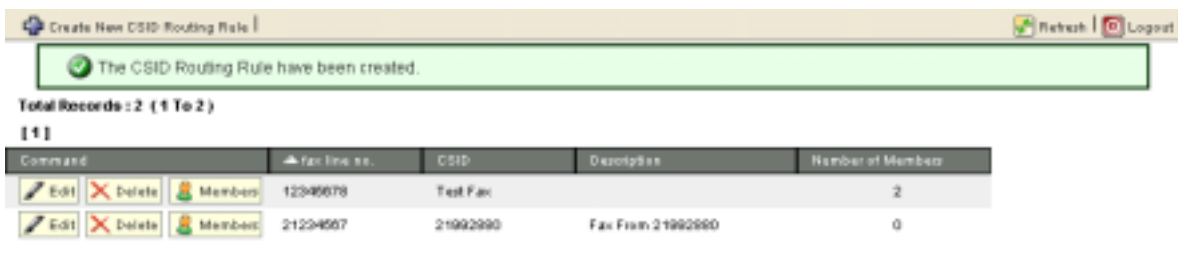 Create New CSID Routing Rule | Refresh | Logout
The CSID Routing Rule have been created.
Total Records : 2 ( 1 To 2 )
[ 1 ]
Command fax line no. CSID Description Number of Members
Edit Delete Members 12345678 Test Fax 2
Edit Delete Members 21234567 21992880 Fax From 21992880 0